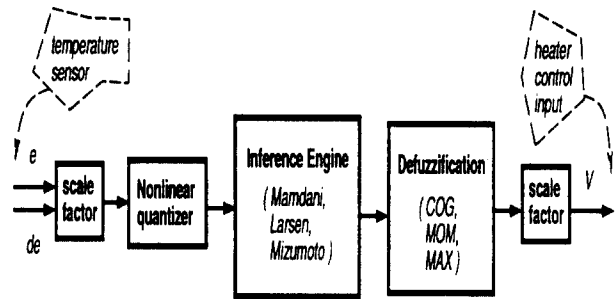 temperature
sensor
heater
control
input
e
de
scale
factor
Nonlinear
quantizer
Inference Engine
( Mamdani,
Larsen,
Mizumoto )
Defuzzification
( COG,
MOM,
MAX )
scale
factor
V